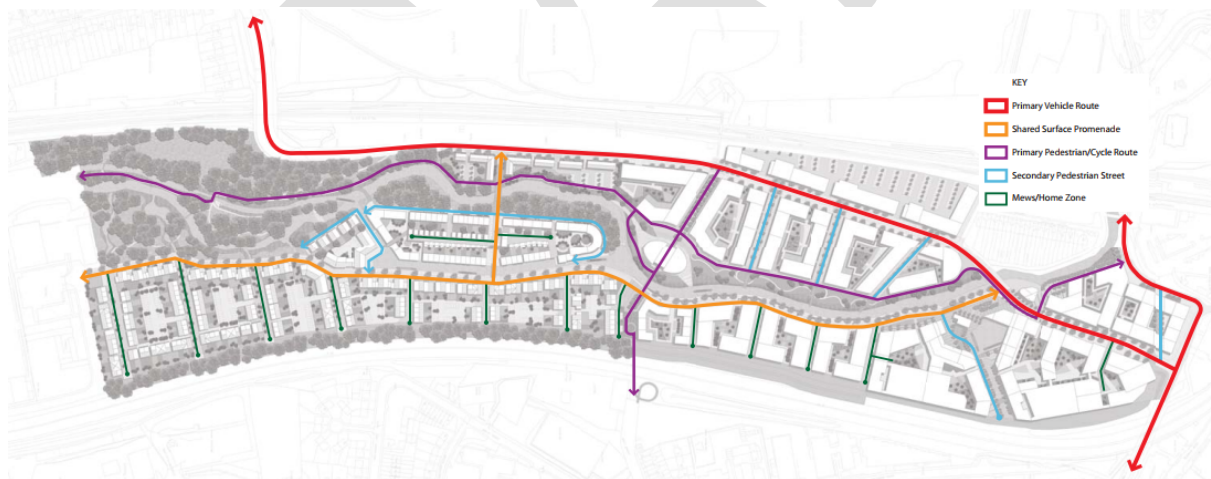 KEY
Primary Vehicle Route
Shared Surface Promenade
Primary Pedestrian/Cycle Route
Secondary Pedestrian Street
Mews/Home Zone